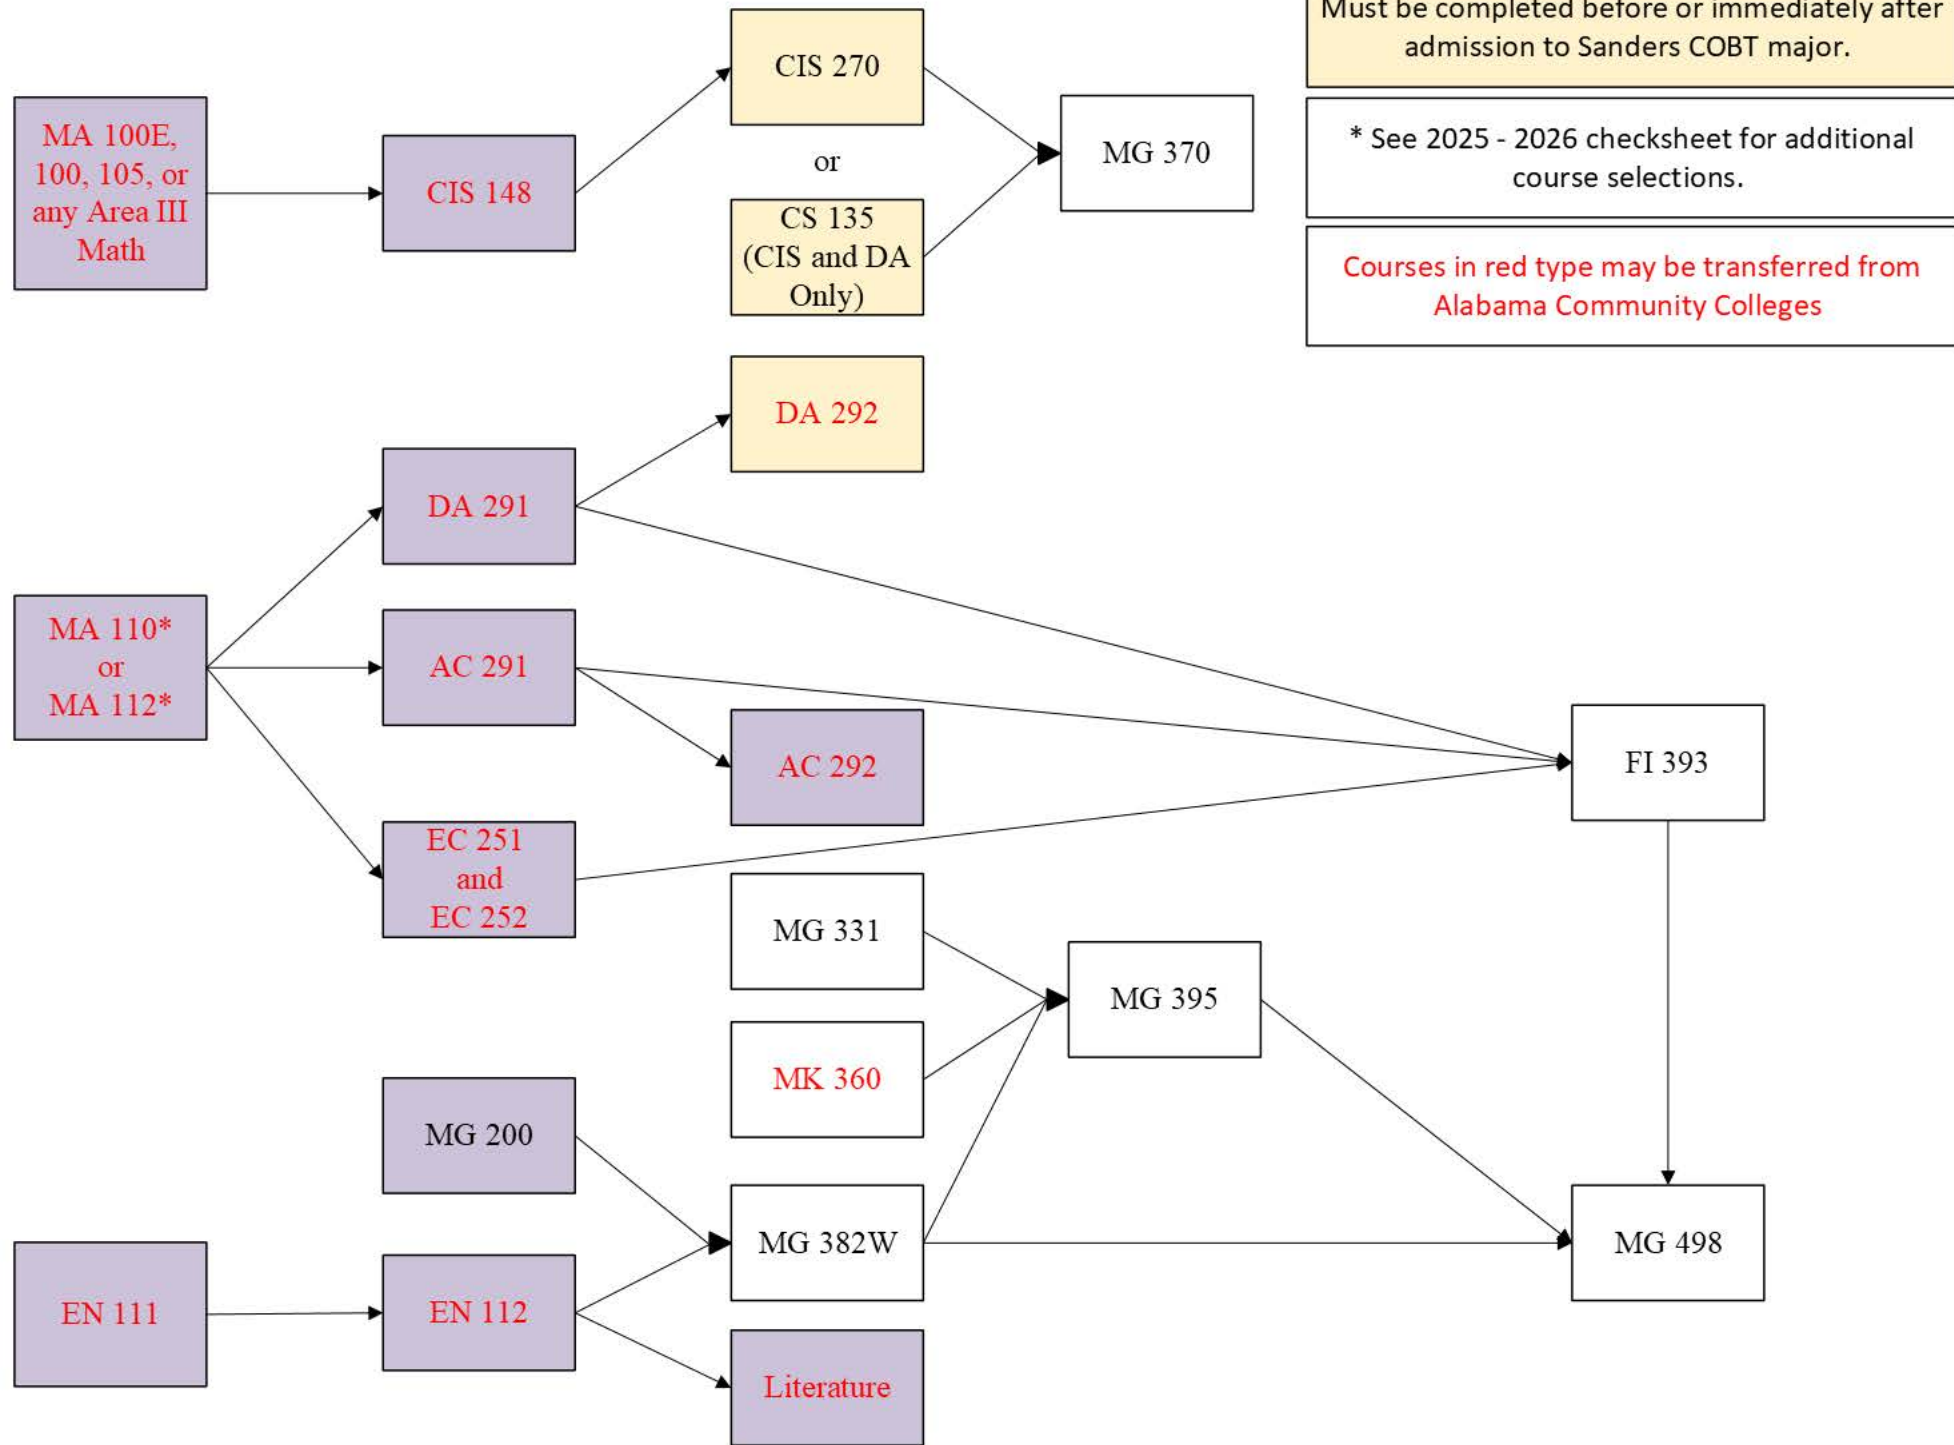 Must be completed before or immediately after
admission to Sanders COBT major.
* See 2025 - 2026 checksheet for additional
course selections.
Courses in red type may be transferred from
Alabama Community Colleges
MA 100E,
100, 105, or
any Area III
Math
CIS 148
CIS 270
or
CS 135
(CIS and DA
Only)
MG 370
DA 292
DA 291
MA 110*
or
MA 112*
AC 291
AC 292
EC 251
and
EC 252
FI 393
MG 331
MG 395
MK 360
MG 200
MG 382W
MG 498
EN 111
EN 112
Literature